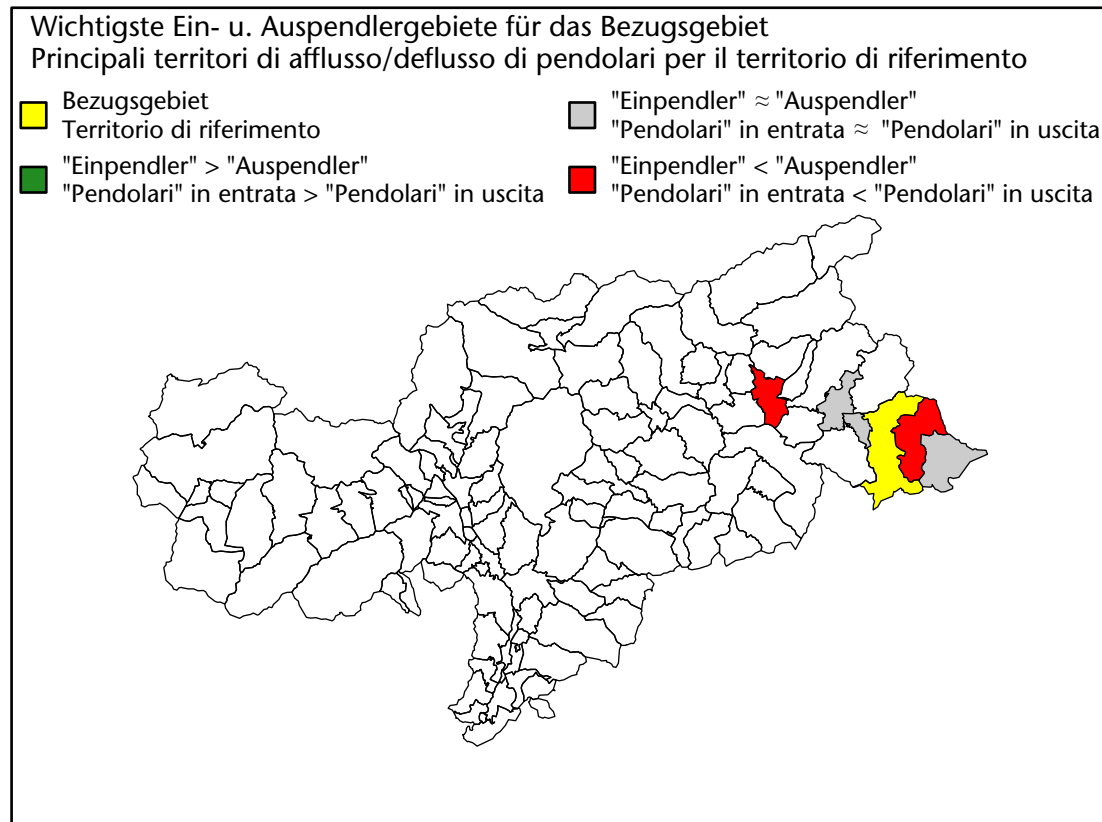 Wichtigste Ein- u. Auspendlergebiete für das Bezugsgebiet
Principali territori di afflusso/deflusso di pendolari per il territorio di riferimento
Bezugsgebiet
Territorio di riferimento
"Einpendler" > "Auspendler"
"Pendolari" in entrata > "Pendolari" in uscita
"Einpendler" ≈ "Auspendler"
"Pendolari" in entrata ≈ "Pendolari" in uscita
"Einpendler" < "Auspendler"
"Pendolari" in entrata < "Pendolari" in uscita